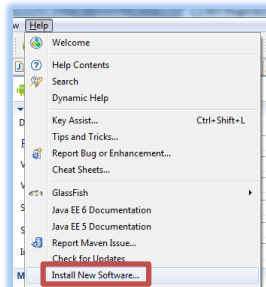 w Help
Welcome
Help Contents
Search
Dynamic Help
Key Assist... Ctrl+Shift+L
Tips and Tricks...
Report Bug or Enhancement...
Cheat Sheets...
GlassFish
Java EE 6 Documentation
Java EE 5 Documentation
Report Maven Issue...
Check for Updates
Install New Software...